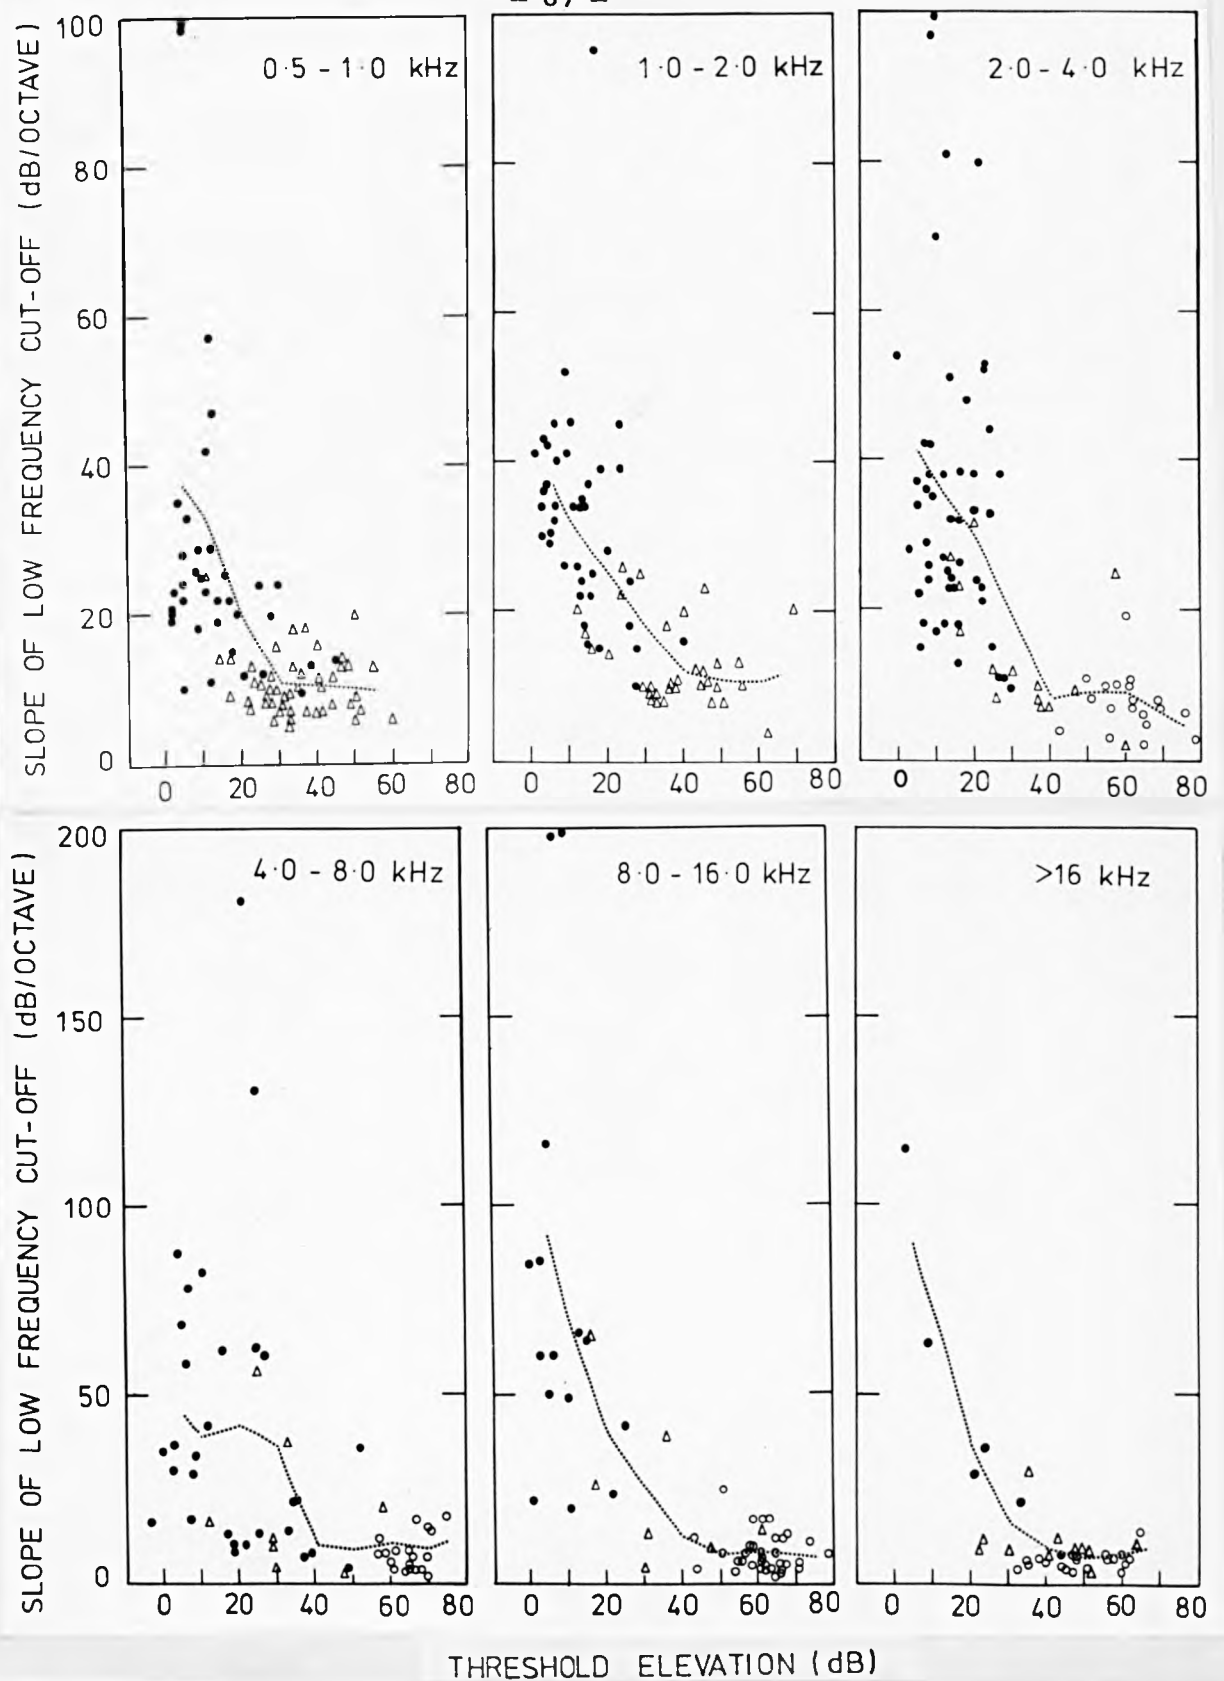 SLOPE OF LOW FREQUENCY CUT-OFF (dB/OCTAVE)
100
80
60
40
20
0
0·5 - 1·0 kHz
1·0 - 2·0 kHz
2·0 - 4·0 kHz
0 20 40 60 80
0 20 40 60 80
0 20 40 60 80
SLOPE OF LOW FREQUENCY CUT-OFF (dB/OCTAVE)
200
150
100
50
0
4·0 - 8·0 kHz
8·0 - 16·0 kHz
>16 kHz
0 20 40 60 80
0 20 40 60 80
0 20 40 60 80
THRESHOLD ELEVATION (dB)